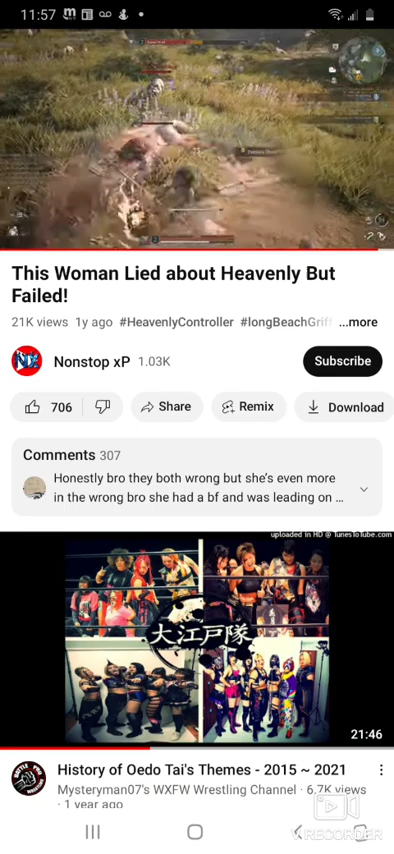 11:57
This Woman Lied about Heavenly But
Failed!
21K views 1y ago #HeavenlyController #longBeachGriff ...more
Nonstop xP 1.03K
Subscribe
706
Share
Remix
Download
Comments 307
Honestly bro they both wrong but she's even more
in the wrong bro she had a bf and was leading on ...
uploaded in HD @ TunesToTube.com
大江戸隊
21:46
History of Oedo Tai's Themes - 2015 ~ 2021
Mysteryman07's WXFW Wrestling Channel · 6.7K views
· 1 year ago
V RECORDER